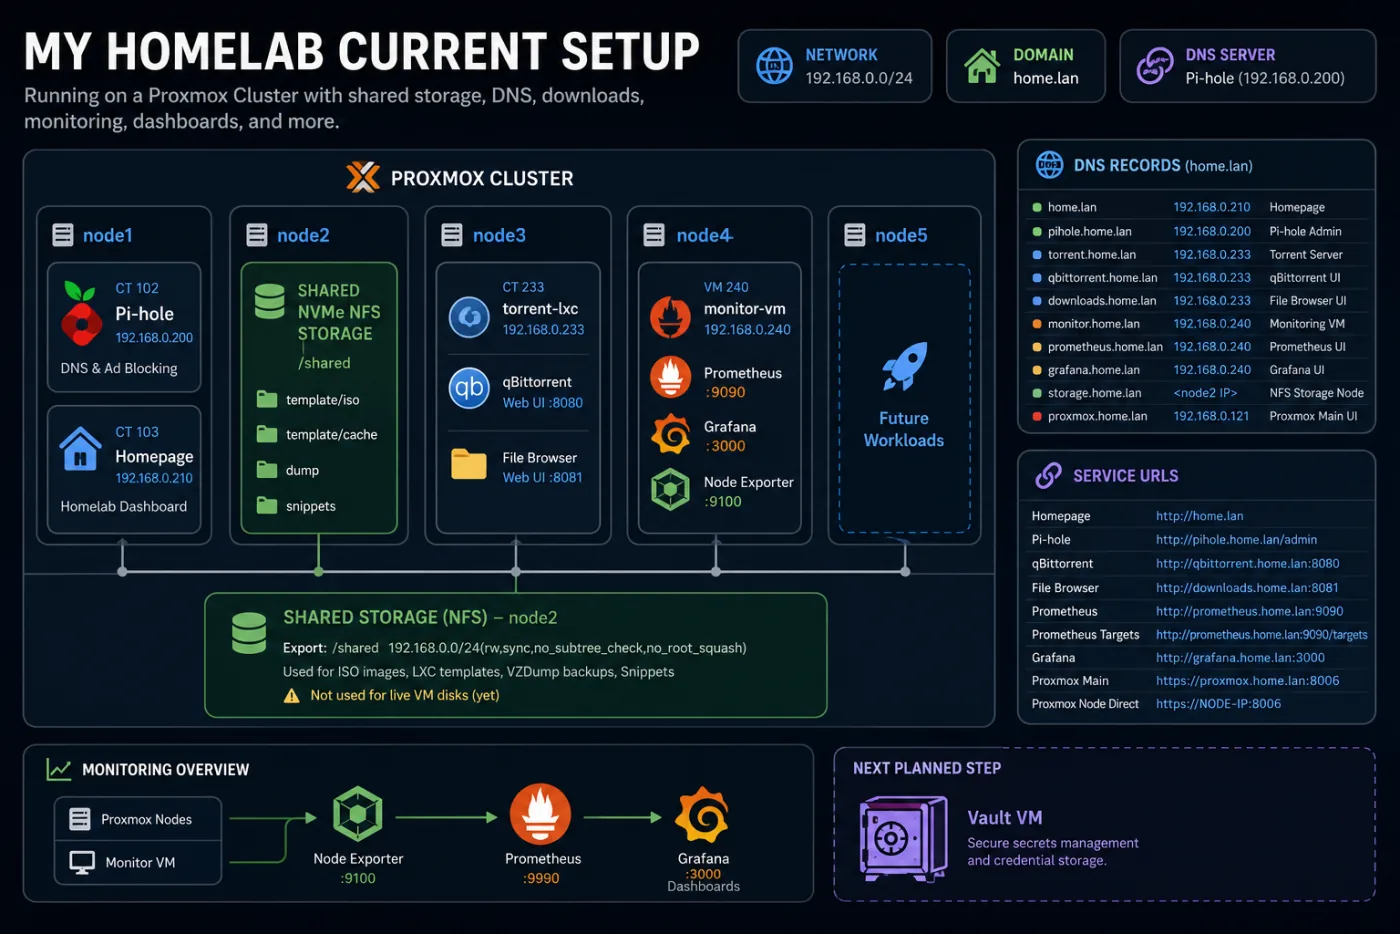 MY HOMELAB CURRENT SETUP
Running on a Proxmox Cluster with shared storage, DNS, downloads,
monitoring, dashboards, and more.
NETWORK
192.168.0.0/24
DOMAIN
home.lan
DNS SERVER
Pi-hole (192.168.0.200)
PROXMOX CLUSTER
node1
CT 102
Pi-hole
192.168.0.200
DNS & Ad Blocking
CT 103
Homepage
192.168.0.210
Homelab Dashboard
node2
SHARED
NVMe NFS
STORAGE
/shared
template/iso
template/cache
dump
snippets
node3
CT 233
torrent-lxc
192.168.0.233
qb
qBittorrent
Web UI :8080
File Browser
Web UI :8081
node4
VM 240
monitor-vm
192.168.0.240
Prometheus
:9090
Grafana
:3000
Node Exporter
:9100
node5
Future
Workloads
SHARED STORAGE (NFS) – node2
Export: /shared 192.168.0.0/24(rw,sync,no_subtree_check,no_root_squash)
Used for ISO images, LXC templates, VZDump backups, Snippets
Not used for live VM disks (yet)
DNS RECORDS (home.lan)
home.lan 192.168.0.210 Homepage
pihole.home.lan 192.168.0.200 Pi-hole Admin
torrent.home.lan 192.168.0.233 Torrent Server
qbittorrent.home.lan 192.168.0.233 qBittorrent UI
downloads.home.lan 192.168.0.233 File Browser UI
monitor.home.lan 192.168.0.240 Monitoring VM
prometheus.home.lan 192.168.0.240 Prometheus UI
grafana.home.lan 192.168.0.240 Grafana UI
storage.home.lan <node2 IP> NFS Storage Node
proxmox.home.lan 192.168.0.121 Proxmox Main UI
SERVICE URLS
Homepage http://home.lan
Pi-hole http://pihole.home.lan/admin
qBittorrent http://qbittorrent.home.lan:8080
File Browser http://downloads.home.lan:8081
Prometheus http://prometheus.home.lan:9090
Prometheus Targets http://prometheus.home.lan:9090/targets
Grafana http://grafana.home.lan:3000
Proxmox Main https://proxmox.home.lan:8006
Proxmox Node Direct https://NODE-IP:8006
MONITORING OVERVIEW
Proxmox Nodes
Monitor VM
Node Exporter
:9100
Prometheus
:9990
Grafana
:3000
Dashboards
NEXT PLANNED STEP
Vault VM
Secure secrets management
and credential storage.